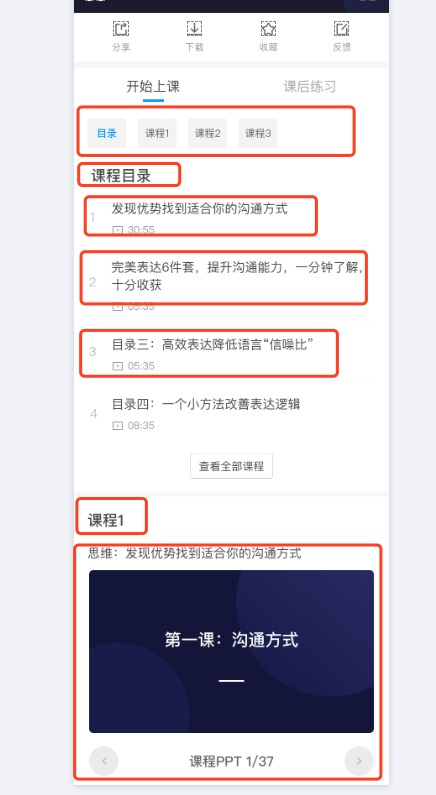 分享 下载 收藏 反馈
开始上课 课后练习
目录 课程1 课程2 课程3
课程目录
1 发现优势找到适合你的沟通方式
30:55
完美表达6件套，提升沟通能力，一分钟了解，
2
十分收获
05:35
3 目录三：高效表达降低语言“信噪比”
05:35
目录四：一个小方法改善表达逻辑
4
08:35
查看全部课程
课程1
思维：发现优势找到适合你的沟通方式
第一课：沟通方式
课程PPT 1/37